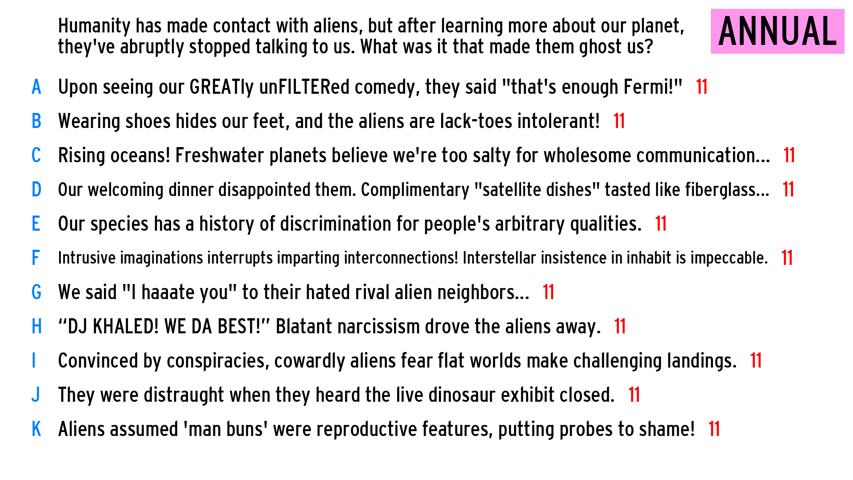 Humanity has made contact with aliens, but after learning more about our planet,
they've abruptly stopped talking to us. What was it that made them ghost us?
ANNUAL
A Upon seeing our GREATly unFILTERed comedy, they said "that's enough Fermi!" 11
B Wearing shoes hides our feet, and the aliens are lack-toes intolerant! 11
C Rising oceans! Freshwater planets believe we're too salty for wholesome communication... 11
D Our welcoming dinner disappointed them. Complimentary "satellite dishes" tasted like fiberglass... 11
E Our species has a history of discrimination for people's arbitrary qualities. 11
F Intrusive imaginations interrupts imparting interconnections! Interstellar insistence in inhabit is impeccable. 11
G We said "I haaate you" to their hated rival alien neighbors... 11
H “DJ KHALED! WE DA BEST!” Blatant narcissism drove the aliens away. 11
I Convinced by conspiracies, cowardly aliens fear flat worlds make challenging landings. 11
J They were distraught when they heard the live dinosaur exhibit closed. 11
K Aliens assumed 'man buns' were reproductive features, putting probes to shame! 11